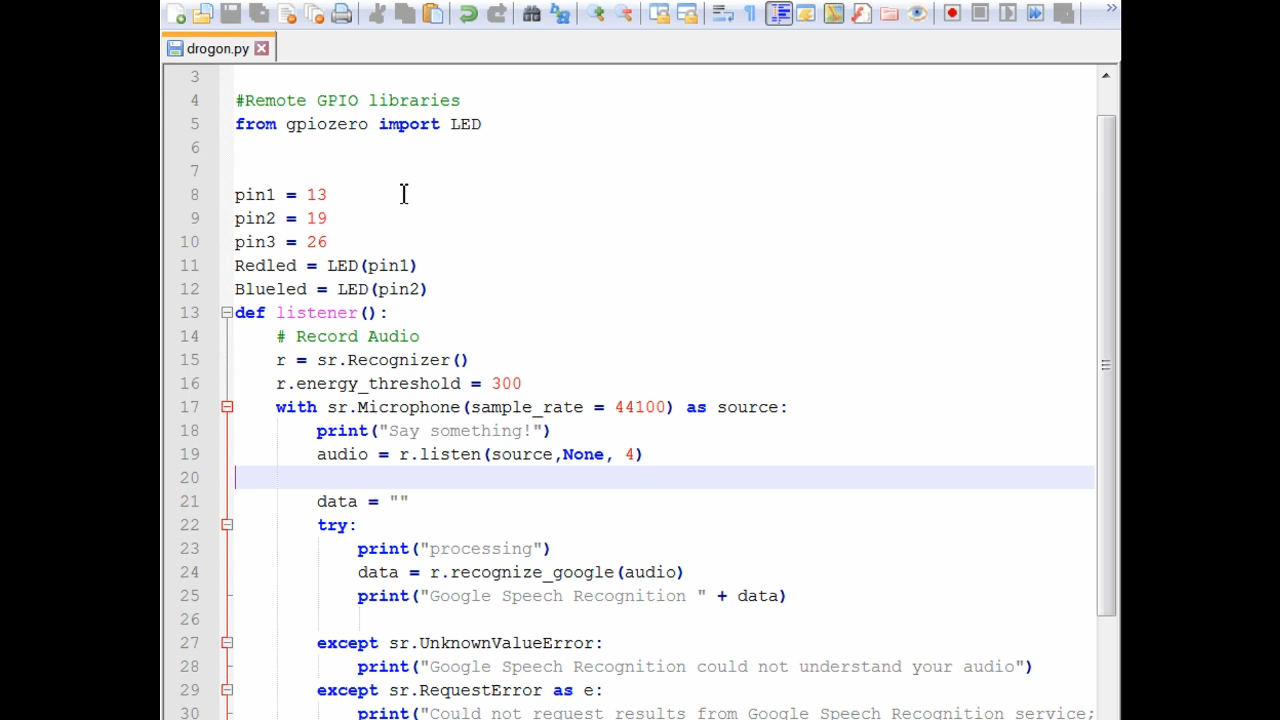 drogon.py
3
4 #Remote GPIO libraries
5 from gpiozero import LED
6
7
8 pin1 = 13
9 pin2 = 19
10 pin3 = 26
11 Redled = LED(pin1)
12 Blueled = LED(pin2)
13 def listener():
14 # Record Audio
15 r = sr.Recognizer()
16 r.energy_threshold = 300
17 with sr.Microphone(sample_rate = 44100) as source:
18 print("Say something!")
19 audio = r.listen(source,None, 4)
20
21 data = ""
22 try:
23 print("processing")
24 data = r.recognize_google(audio)
25 print("Google Speech Recognition " + data)
26
27 except sr.UnknownValueError:
28 print("Google Speech Recognition could not understand your audio")
29 except sr.RequestError as e:
30 print("Could not request results from Google Speech Recognition service;